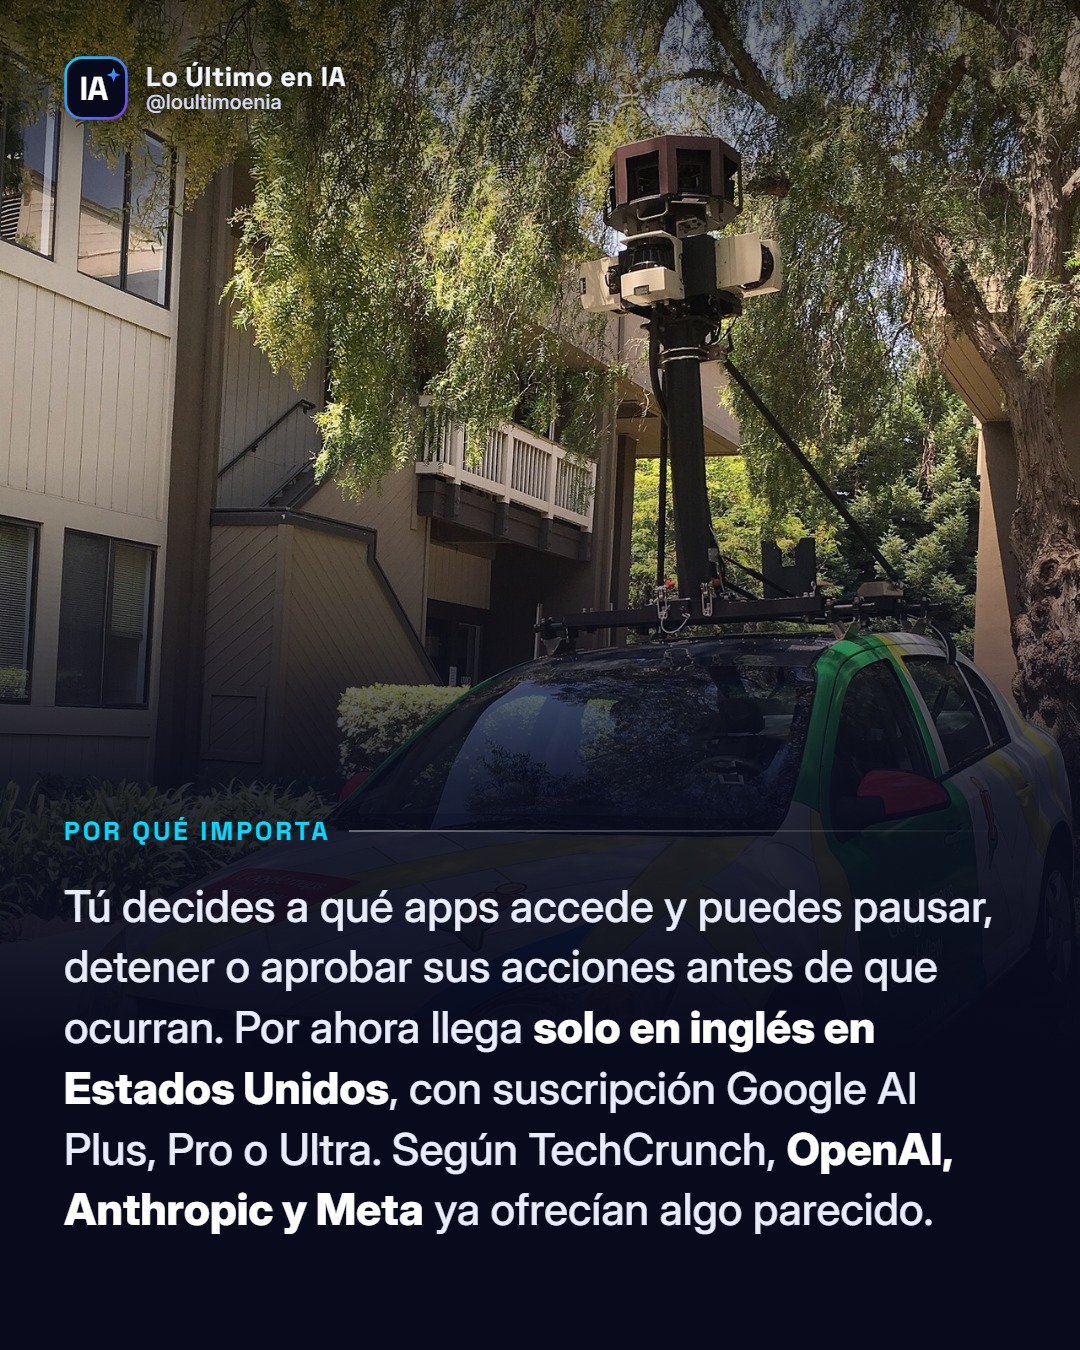 IA
Lo Último en IA
@loultimoenia
POR QUÉ IMPORTA
Tú decides a qué apps accede y puedes pausar,
detener o aprobar sus acciones antes de que
ocurran. Por ahora llega solo en inglés en
Estados Unidos, con suscripción Google AI
Plus, Pro o Ultra. Según TechCrunch, OpenAI,
Anthropic y Meta ya ofrecían algo parecido.